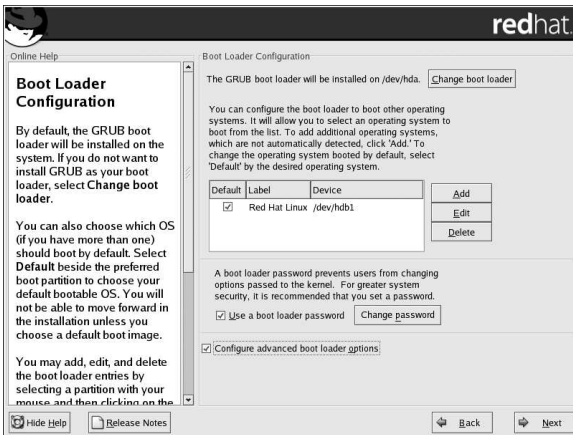 redhat.
Online Help
Boot Loader
Configuration
By default, the GRUB boot
loader will be installed on the
system. If you do not want to
install GRUB as your boot
loader, select Change boot
loader.
You can also choose which OS
(if you have more than one)
should boot by default. Select
Default beside the preferred
boot partition to choose your
default bootable OS. You will
not be able to move forward in
the installation unless you
choose a default boot image.
You may add, edit, and delete
the boot loader entries by
selecting a partition with your
mouse and then clicking on the
Boot Loader Configuration
The GRUB boot loader will be installed on /dev/hda. Change boot loader
You can configure the boot loader to boot other operating
systems. It will allow you to select an operating system to
boot from the list. To add additional operating systems,
which are not automatically detected, click 'Add.' To
change the operating system booted by default, select
'Default' by the desired operating system.
Default Label Device
Red Hat Linux /dev/hdb1
Add
Edit
Delete
A boot loader password prevents users from changing
options passed to the kernel. For greater system
security, it is recommended that you set a password.
Use a boot loader password Change password
Configure advanced boot loader options
Hide Help Release Notes Back Next